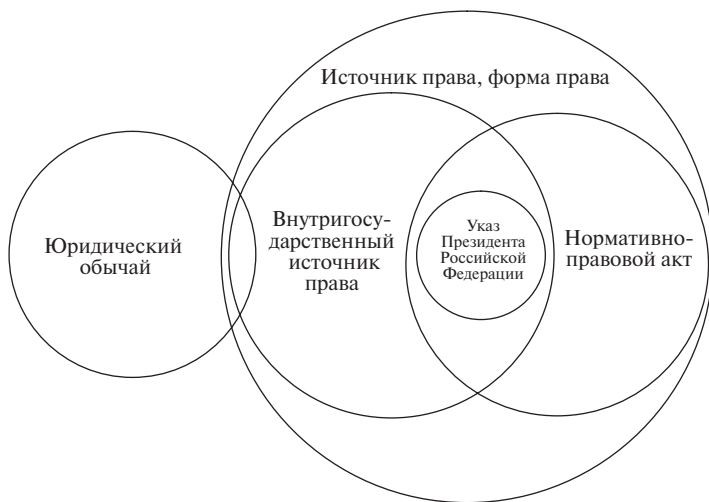 Источник права, форма права
Юридический
обычай
Внутригосу-
дарственный
источник
права
Указ
Президента
Российской
Федерации
Нормативно-
правовой акт